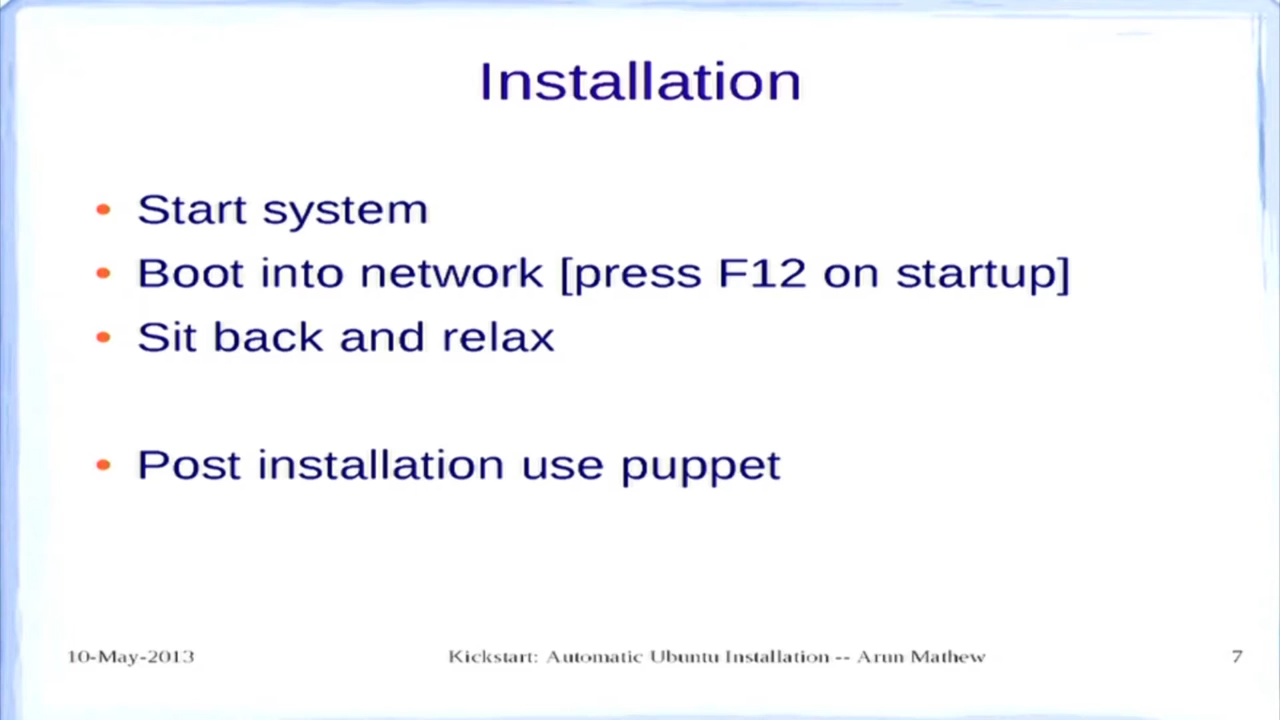 Installation
• Start system
• Boot into network [press F12 on startup]
• Sit back and relax
• Post installation use puppet
10-May-2013 Kickstart: Automatic Ubuntu Installation -- Arun Mathew 7